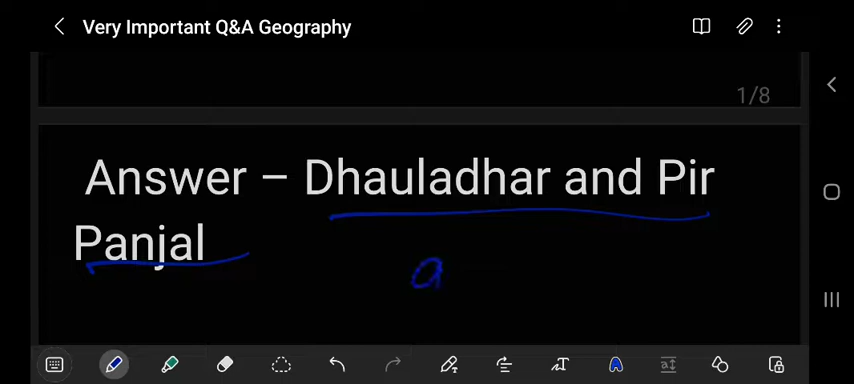 Very Important Q&A Geography
1/8
Answer – Dhauladhar and Pir
Panjal
a